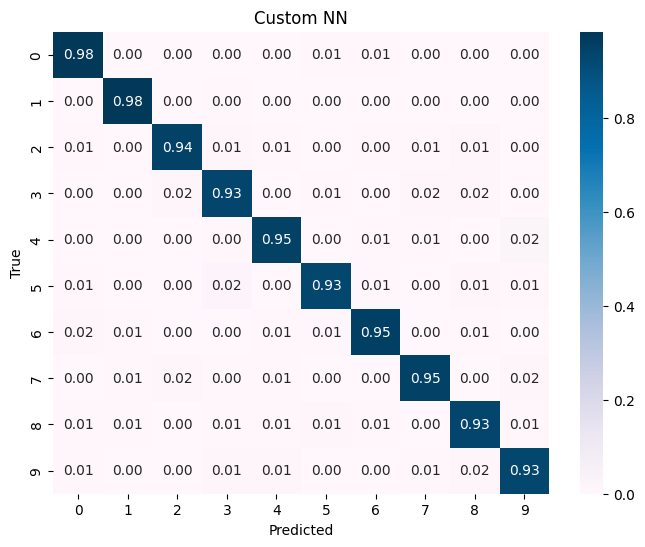 Custom NN
0 0.98 0.00 0.00 0.00 0.00 0.01 0.01 0.00 0.00 0.00
1 0.00 0.98 0.00 0.00 0.00 0.00 0.00 0.00 0.00 0.00
2 0.01 0.00 0.94 0.01 0.01 0.00 0.00 0.01 0.01 0.00
3 0.00 0.00 0.02 0.93 0.00 0.01 0.00 0.02 0.02 0.00
4 0.00 0.00 0.00 0.00 0.95 0.00 0.01 0.01 0.00 0.02
5 0.01 0.00 0.00 0.02 0.00 0.93 0.01 0.00 0.01 0.01
6 0.02 0.01 0.00 0.00 0.01 0.01 0.95 0.00 0.01 0.00
7 0.00 0.01 0.02 0.00 0.01 0.00 0.00 0.95 0.00 0.02
8 0.01 0.01 0.00 0.01 0.01 0.01 0.01 0.00 0.93 0.01
9 0.01 0.00 0.00 0.01 0.01 0.00 0.00 0.01 0.02 0.93
0 1 2 3 4 5 6 7 8 9
Predicted
True
0.8
0.6
0.4
0.2
0.0